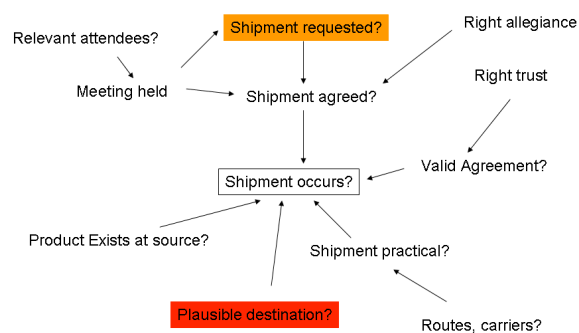 Shipment requested?
Right allegiance
Relevant attendees?
Right trust
Meeting held
Shipment agreed?
Valid Agreement?
Shipment occurs?
Product Exists at source?
Shipment practical?
Plausible destination?
Routes, carriers?